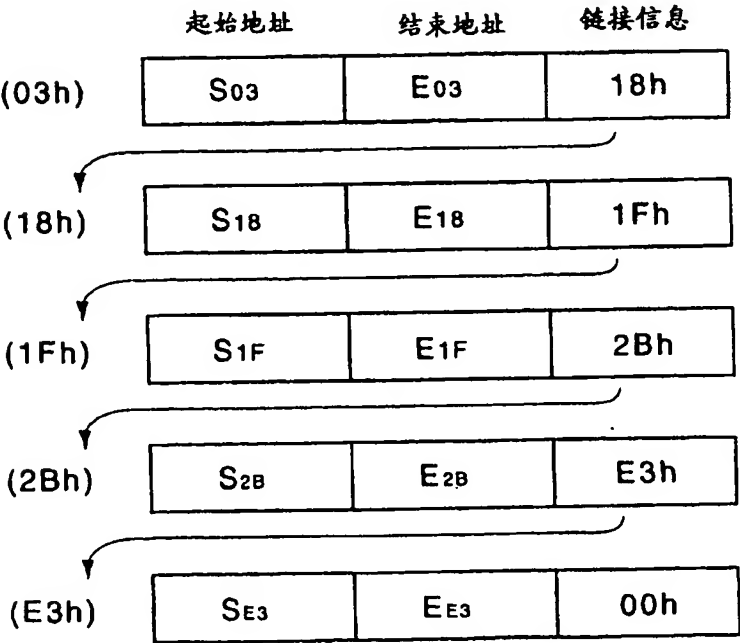 起始地址 结束地址 链接信息
(03h) S03 E03 18h
(18h) S18 E18 1Fh
(1Fh) S1F E1F 2Bh
(2Bh) S2B E2B E3h
(E3h) SE3 EE3 00h